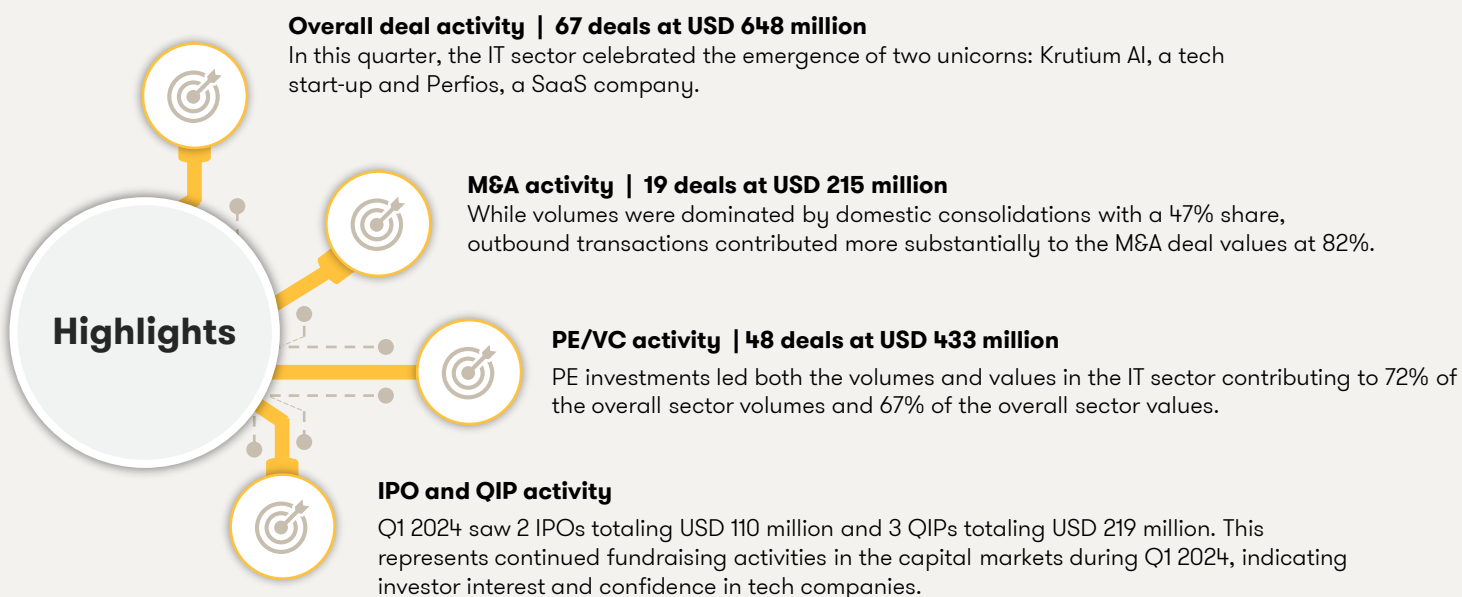 Overall deal activity | 67 deals at USD 648 million
In this quarter, the IT sector celebrated the emergence of two unicorns: Krutium AI, a tech
start-up and Perfios, a SaaS company.
M&A activity | 19 deals at USD 215 million
While volumes were dominated by domestic consolidations with a 47% share,
outbound transactions contributed more substantially to the M&A deal values at 82%.
Highlights
PE/VC activity | 48 deals at USD 433 million
PE investments led both the volumes and values in the IT sector contributing to 72% of
the overall sector volumes and 67% of the overall sector values.
IPO and QIP activity
Q1 2024 saw 2 IPOs totaling USD 110 million and 3 QIPs totaling USD 219 million. This
represents continued fundraising activities in the capital markets during Q1 2024, indicating
investor interest and confidence in tech companies.